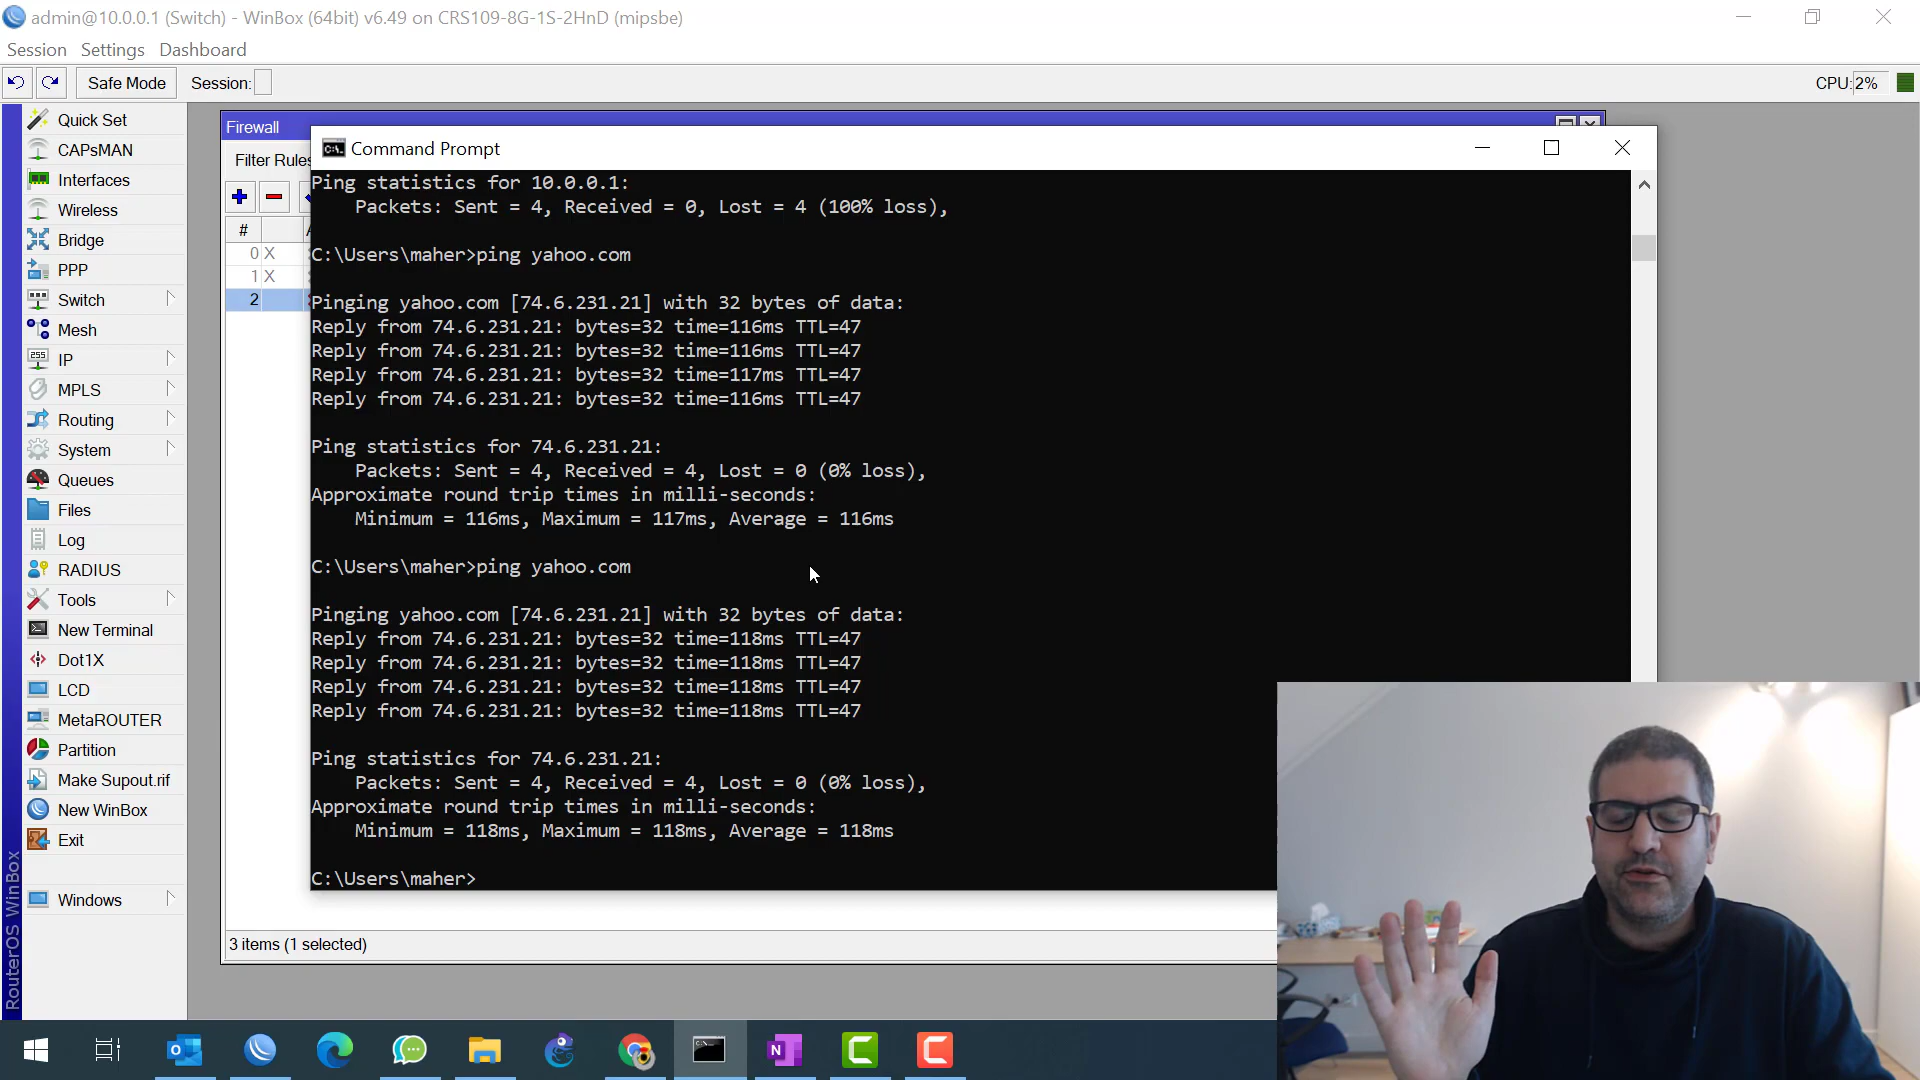 admin@10.0.0.1 (Switch) - WinBox (64bit) v6.49 on CRS109-8G-1S-2HnD (mipsbe)
Session Settings Dashboard
Safe Mode Session: CPU: 2%
Quick Set
CAPsMAN
Interfaces
Wireless
Bridge
PPP
Switch
Mesh
IP
MPLS
Routing
System
Queues
Files
Log
RADIUS
Tools
New Terminal
Dot1X
LCD
MetaROUTER
Partition
Make Supout.rif
New WinBox
Exit
Windows
RouterOS WinBox
Firewall
Filter Rules
#
0 X
1 X
2
3 items (1 selected)
Command Prompt
Ping statistics for 10.0.0.1:
Packets: Sent = 4, Received = 0, Lost = 4 (100% loss),
C:\Users\maher>ping yahoo.com
Pinging yahoo.com [74.6.231.21] with 32 bytes of data:
Reply from 74.6.231.21: bytes=32 time=116ms TTL=47
Reply from 74.6.231.21: bytes=32 time=116ms TTL=47
Reply from 74.6.231.21: bytes=32 time=117ms TTL=47
Reply from 74.6.231.21: bytes=32 time=116ms TTL=47
Ping statistics for 74.6.231.21:
Packets: Sent = 4, Received = 4, Lost = 0 (0% loss),
Approximate round trip times in milli-seconds:
Minimum = 116ms, Maximum = 117ms, Average = 116ms
C:\Users\maher>ping yahoo.com
Pinging yahoo.com [74.6.231.21] with 32 bytes of data:
Reply from 74.6.231.21: bytes=32 time=118ms TTL=47
Reply from 74.6.231.21: bytes=32 time=118ms TTL=47
Reply from 74.6.231.21: bytes=32 time=118ms TTL=47
Reply from 74.6.231.21: bytes=32 time=118ms TTL=47
Ping statistics for 74.6.231.21:
Packets: Sent = 4, Received = 4, Lost = 0 (0% loss),
Approximate round trip times in milli-seconds:
Minimum = 118ms, Maximum = 118ms, Average = 118ms
C:\Users\maher>